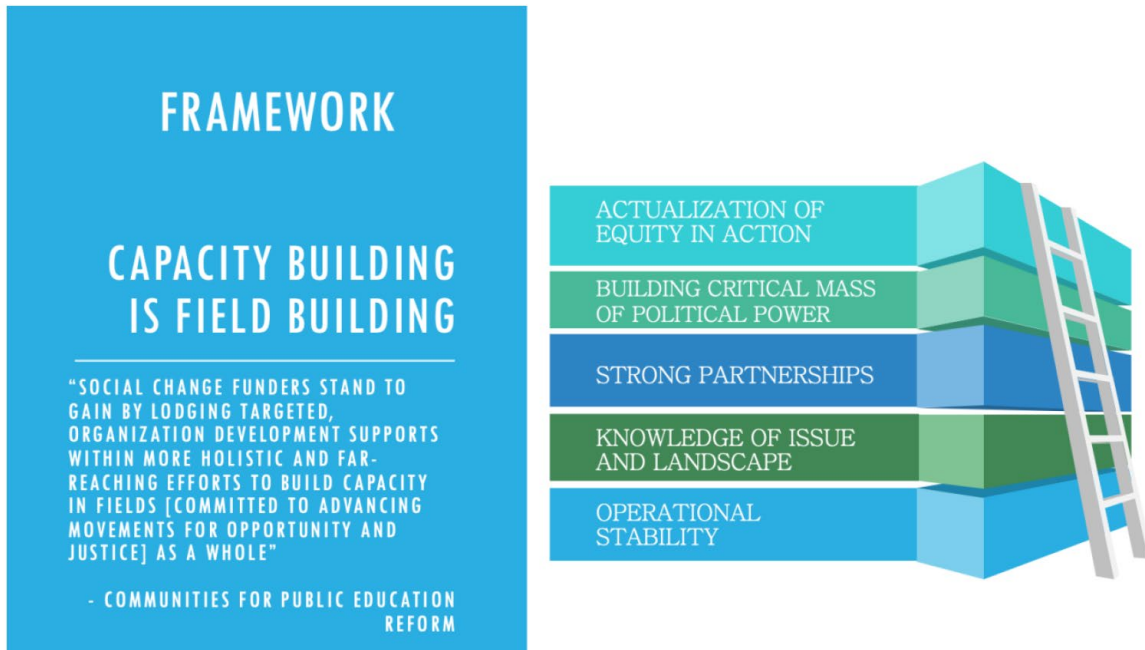 FRAMEWORK
CAPACITY BUILDING
IS FIELD BUILDING
“SOCIAL CHANGE FUNDERS STAND TO
GAIN BY LODGING TARGETED,
ORGANIZATION DEVELOPMENT SUPPORTS
WITHIN MORE HOLISTIC AND FAR-
REACHING EFFORTS TO BUILD CAPACITY
IN FIELDS [COMMITTED TO ADVANCING
MOVEMENTS FOR OPPORTUNITY AND
JUSTICE] AS A WHOLE”
- COMMUNITIES FOR PUBLIC EDUCATION
REFORM
ACTUALIZATION OF
EQUITY IN ACTION
BUILDING CRITICAL MASS
OF POLITICAL POWER
STRONG PARTNERSHIPS
KNOWLEDGE OF ISSUE
AND LANDSCAPE
OPERATIONAL
STABILITY